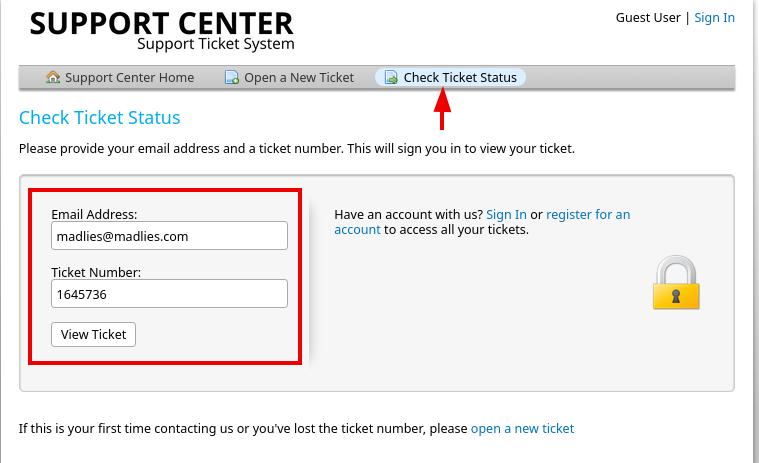 SUPPORT CENTER
Support Ticket System
Guest User | Sign In
Support Center Home
Open a New Ticket
Check Ticket Status
Check Ticket Status
Please provide your email address and a ticket number. This will sign you in to view your ticket.
Email Address:
madlies@madlies.com
Ticket Number:
1645736
View Ticket
Have an account with us? Sign In or register for an
account to access all your tickets.
If this is your first time contacting us or you've lost the ticket number, please open a new ticket